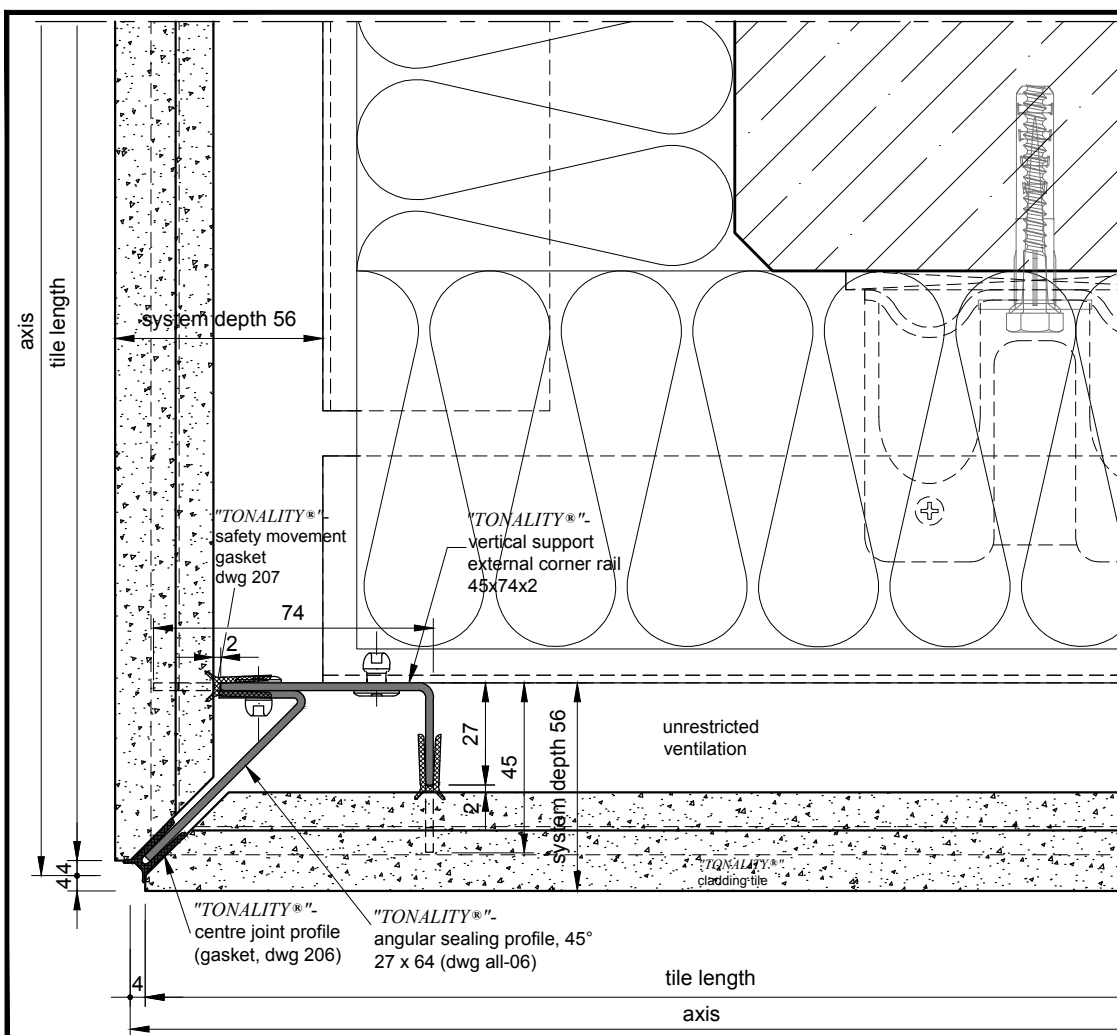 axis
tile length
system depth 56
"TONALITY®"-
safety movement
gasket
dwg 207
"TONALITY®"-
vertical support
external corner rail
45x74x2
74
2
27
45
2
system depth 56
unrestricted
ventilation
4
4
"TONALITY®"
cladding tile
"TONALITY®"-
centre joint profile
(gasket, dwg 206)
"TONALITY®"-
angular sealing profile, 45°
27 x 64 (dwg all-06)
4
tile length
axis